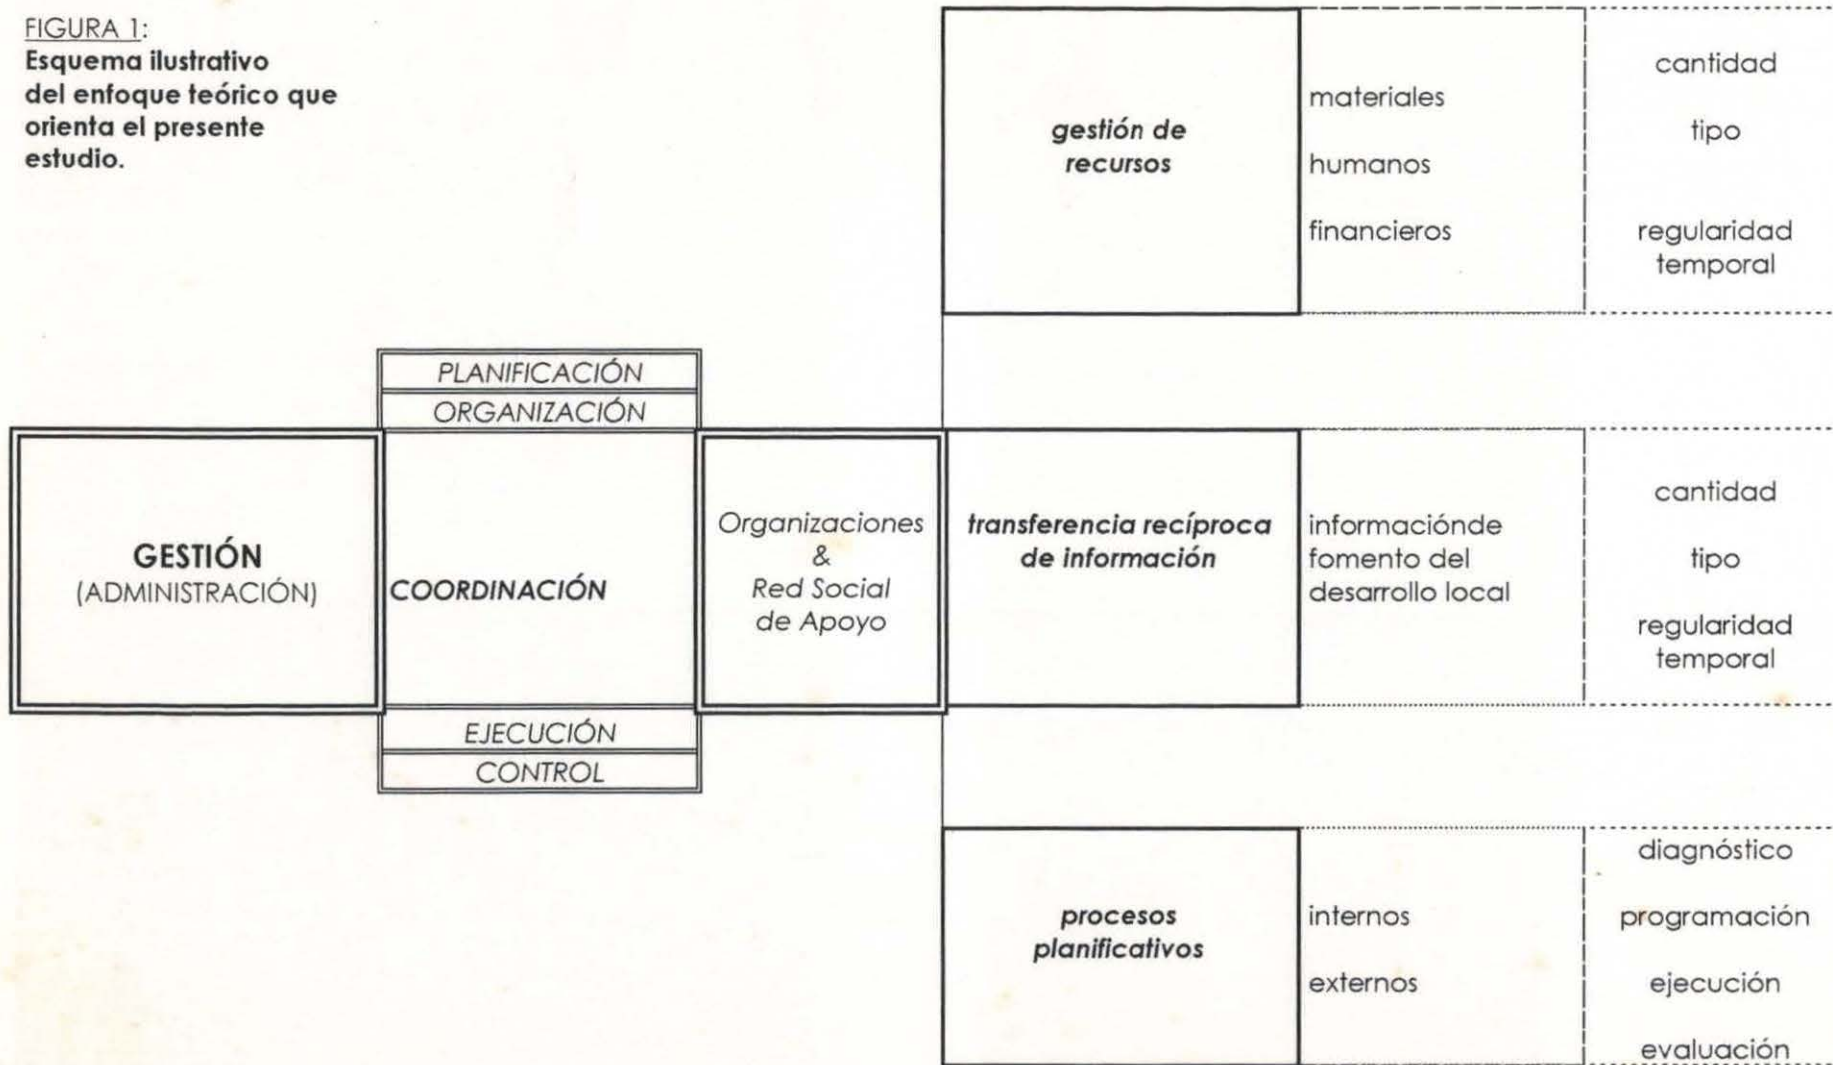 FIGURA 1:
Esquema ilustrativo
del enfoque teórico que
orienta el presente
estudio.
gestión de
recursos
materiales
humanos
financieros
cantidad
tipo
regularidad
temporal
PLANIFICACIÓN
ORGANIZACIÓN
GESTIÓN
(ADMINISTRACIÓN)
COORDINACIÓN
Organizaciones
&
Red Social
de Apoyo
EJECUCIÓN
CONTROL
transferencia recíproca
de información
informaciónde
fomento del
desarrollo local
cantidad
tipo
regularidad
temporal
procesos
planificativos
internos
externos
diagnóstico
programación
ejecución
evaluación